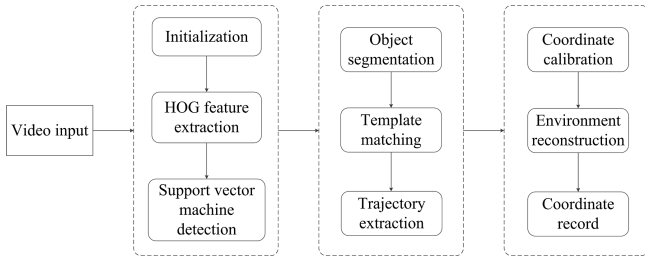 Video input
Initialization
HOG feature
extraction
Support vector
machine
detection
Object
segmentation
Template
matching
Trajectory
extraction
Coordinate
calibration
Environment
reconstruction
Coordinate
record